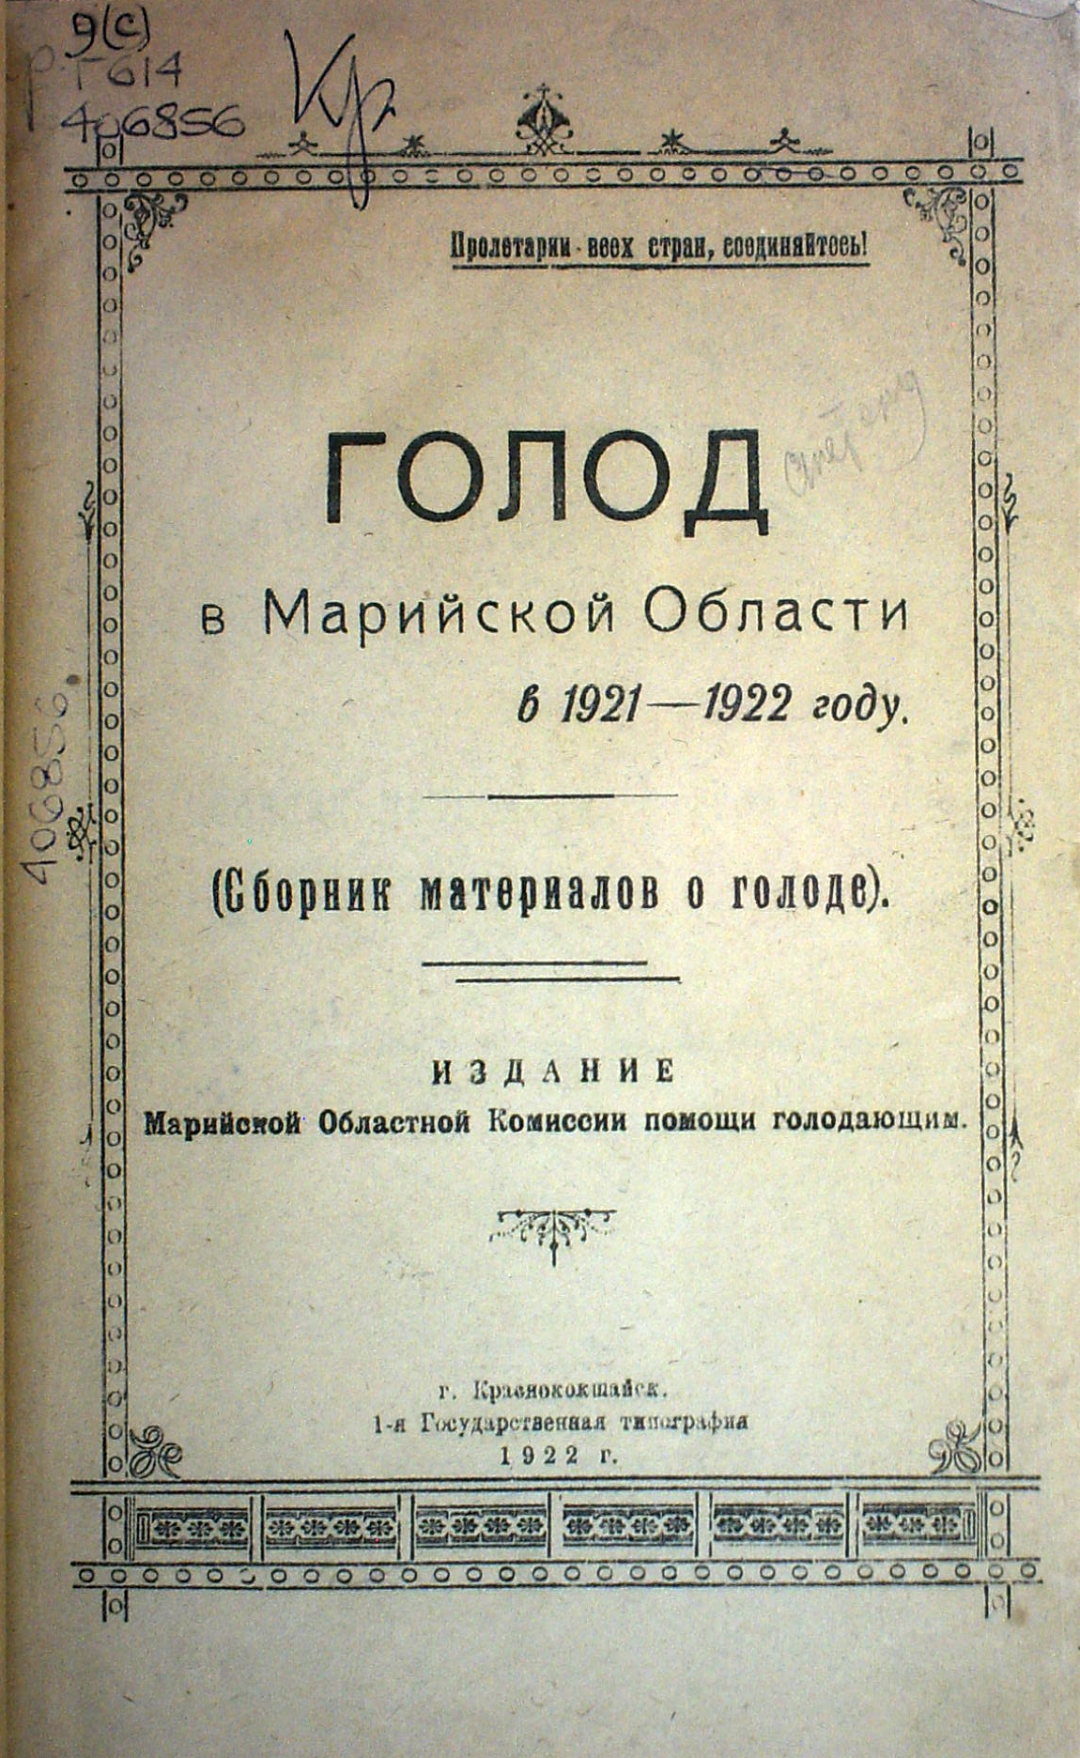 9(с)
Г614
406856
Кр.
Пролетарии всех стран, соединяйтесь!
ГОЛОД
в Марийской Области
в 1921—1922 году.
406856.
(Сборник материалов о голоде).
ИЗДАНИЕ
Марийской Областной Комиссии помощи голодающим.
г. Краснококшайск.
1-я Государственная типография
1922 г.